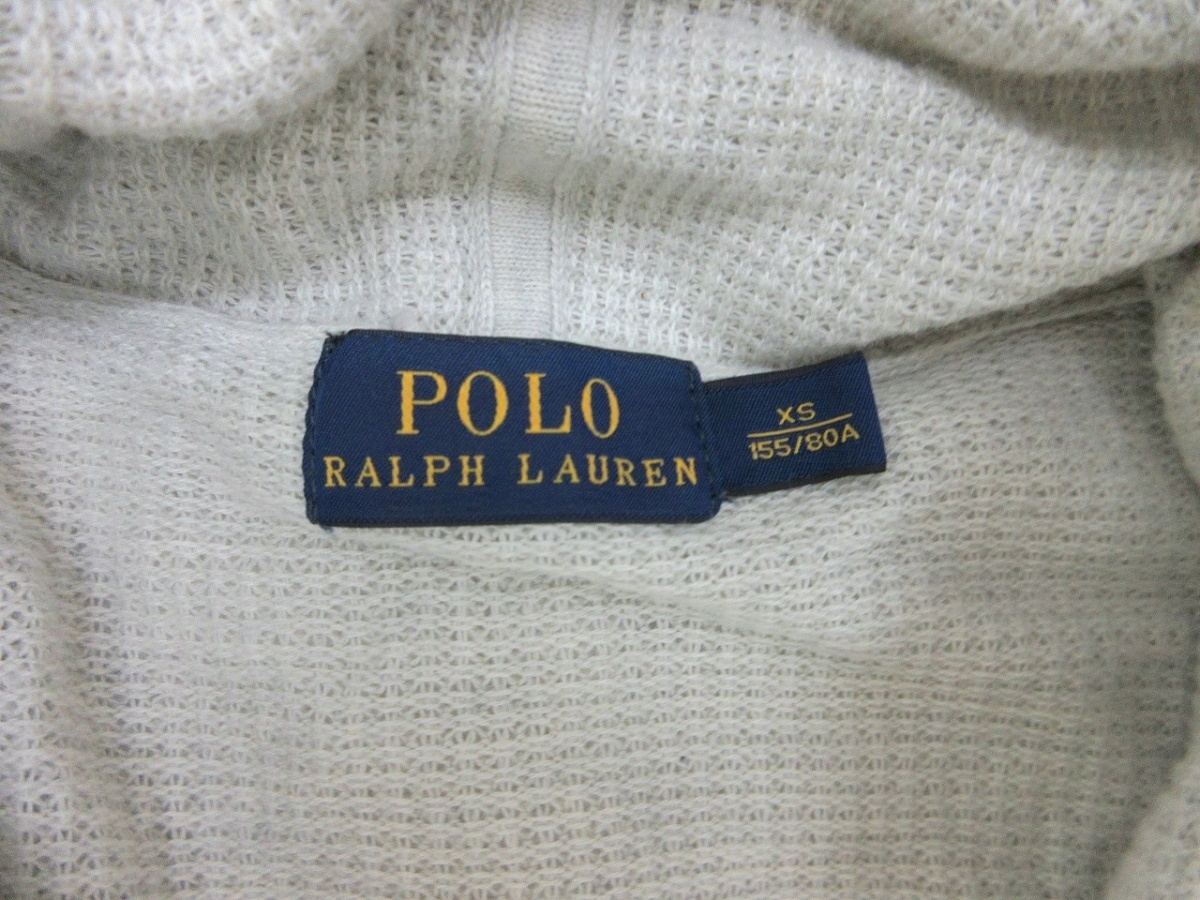 POLO
RALPH LAUREN
XS
155/80A